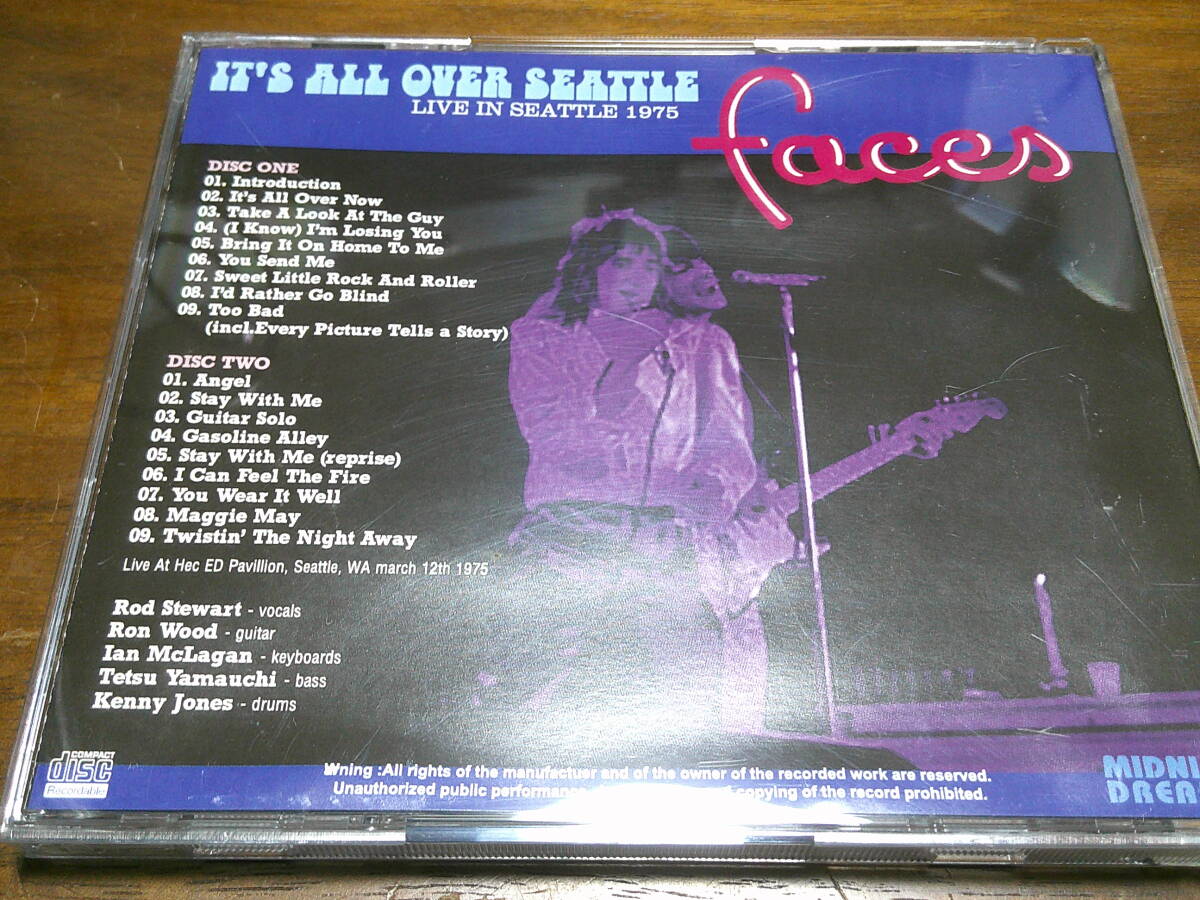 IT'S ALL OVER SEATTLE
LIVE IN SEATTLE 1975
faces
DISC ONE
01. Introduction
02. It's All Over Now
03. Take A Look At The Guy
04. (I Know) I'm Losing You
05. Bring It On Home To Me
06. You Send Me
07. Sweet Little Rock And Roller
08. I'd Rather Go Blind
09. Too Bad
(incl.Every Picture Tells a Story)
DISC TWO
01. Angel
02. Stay With Me
03. Guitar Solo
04. Gasoline Alley
05. Stay With Me (reprise)
06. I Can Feel The Fire
07. You Wear It Well
08. Maggie May
09. Twistin' The Night Away
Live At Hec ED Pavillion, Seattle, WA march 12th 1975
Rod Stewart - vocals
Ron Wood - guitar
Ian McLagan - keyboards
Tetsu Yamauchi - bass
Kenny Jones - drums
COMPACT
disc
Recordable
Wning :All rights of the manufactuer and of the owner of the recorded work are reserved.
Unauthorized public performance copying of the record prohibited.
MIDNI
DREA